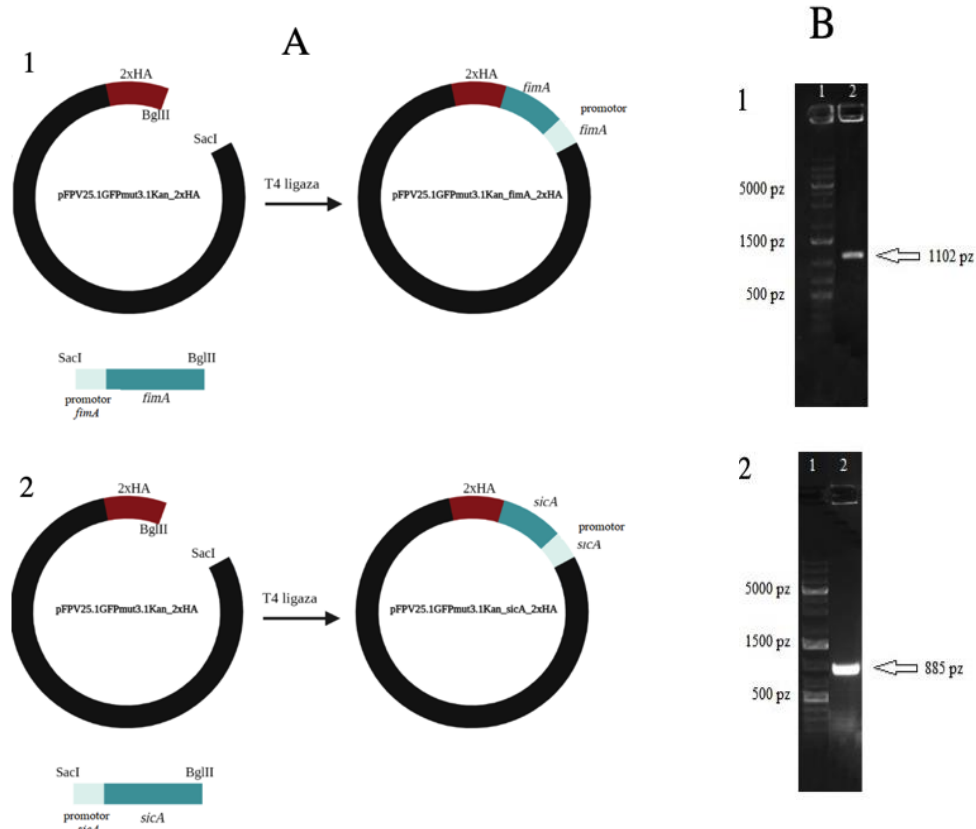 A
B
1
2xHA
BglII
SacI
pFPV25.1GFPmut3.1Kan_2xHA
T4 ligaza
2xHA
fimA
promotor
fimA
pFPV25.1GFPmut3.1Kan_fimA_2xHA
SacI
BglII
promotor
fimA
fimA
1
1 2
5000 pz
1500 pz
500 pz
1102 pz
2
2xHA
BglII
SacI
pFPV25.1GFPmut3.1Kan_2xHA
T4 ligaza
2xHA
sicA
promotor
sicA
pFPV25.1GFPmut3.1Kan_sicA_2xHA
SacI
BglII
promotor
sicA
sicA
2
1 2
5000 pz
1500 pz
500 pz
885 pz